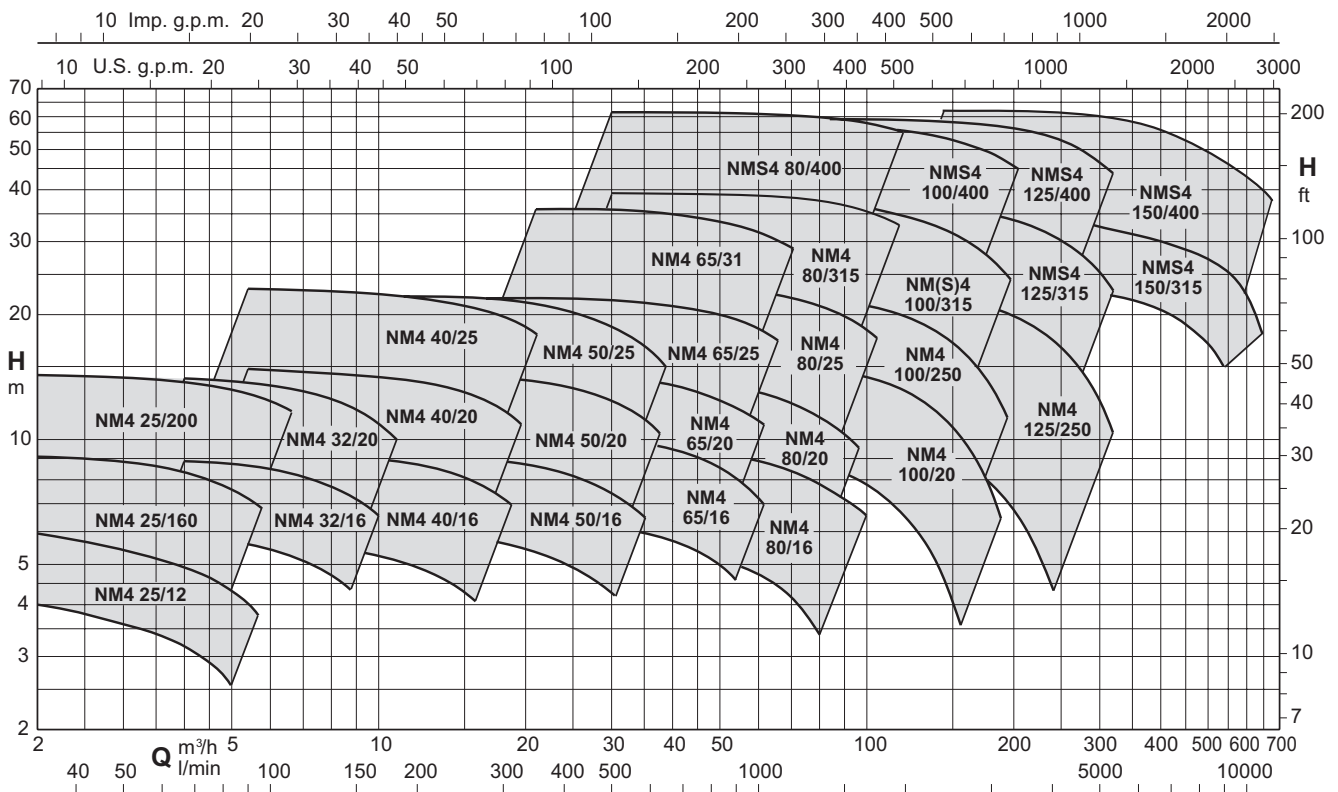 10 Imp. g.p.m. 20 30 40 50 100 200 300 400 500 1000 2000
10 U.S. g.p.m. 20 30 40 50 100 200 300 400 500 1000 2000 3000
70
60
50
40
30
20
H
m
10
5
4
3
2
200
H
ft
100
50
40
30
20
10
7
NMS4 80/400
NMS4
100/400
NMS4
125/400
NMS4
150/400
NM4 65/31
NM4
80/315
NM(S)4
100/315
NMS4
125/315
NMS4
150/315
NM4 40/25
NM4 50/25
NM4 65/25
NM4
80/25
NM4
100/250
NM4
125/250
NM4 25/200
NM4 32/20
NM4 40/20
NM4 50/20
NM4
65/20
NM4
80/20
NM4
100/20
NM4 25/160
NM4 32/16
NM4 40/16
NM4 50/16
NM4
65/16
NM4
80/16
NM4 25/12
2 Q m³/h 5 10 20 30 40 50 100 200 300 400 500 600 700
40 50 l/min 100 150 200 300 400 500 1000 5000 10000